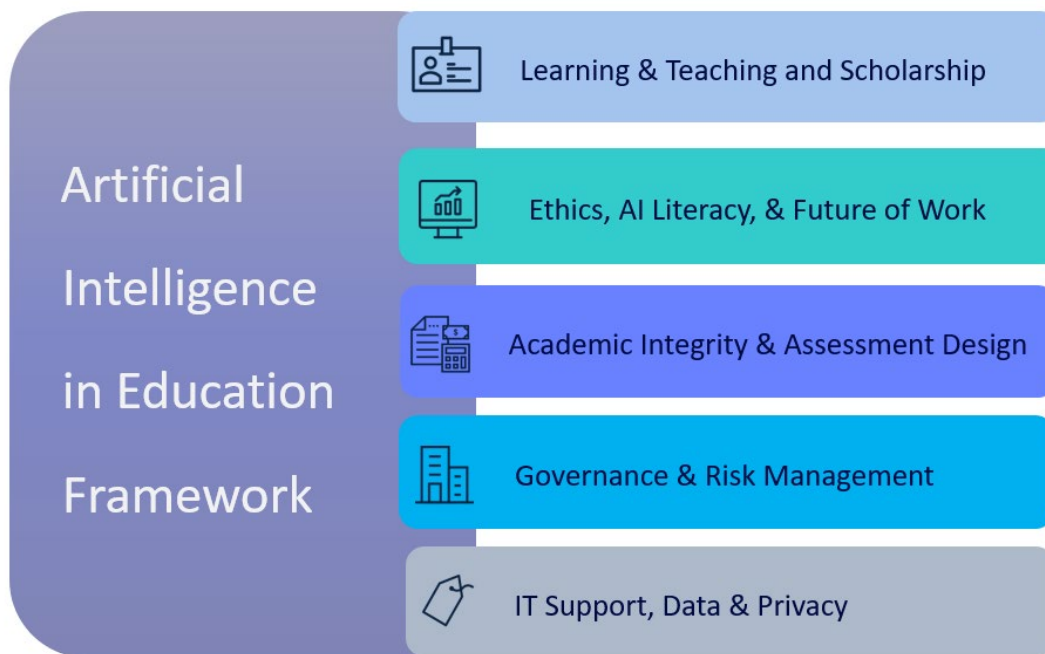 Artificial
Intelligence
in Education
Framework
Learning & Teaching and Scholarship
Ethics, AI Literacy, & Future of Work
Academic Integrity & Assessment Design
Governance & Risk Management
IT Support, Data & Privacy